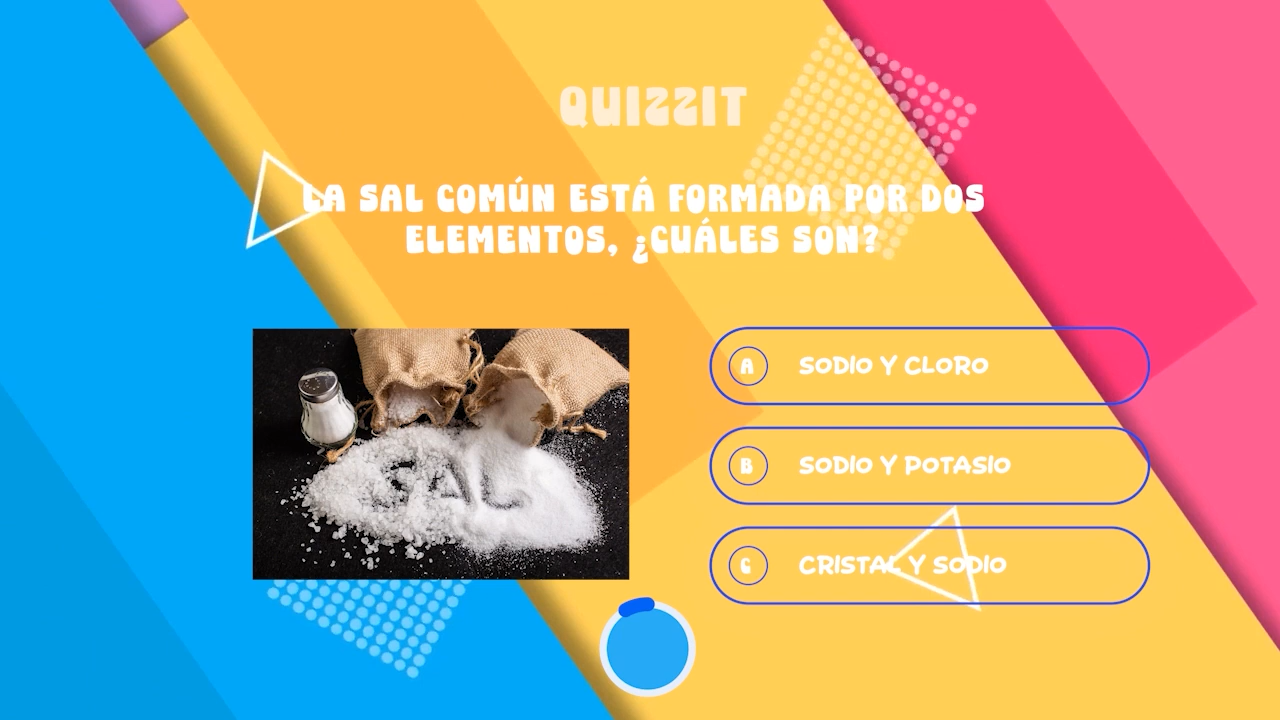 QUIZZIT
LA SAL COMÚN ESTÁ FORMADA POR DOS
ELEMENTOS, ¿CUÁLES SON?
SAL
A SODIO Y CLORO
B SODIO Y POTASIO
C CRISTAL Y SODIO